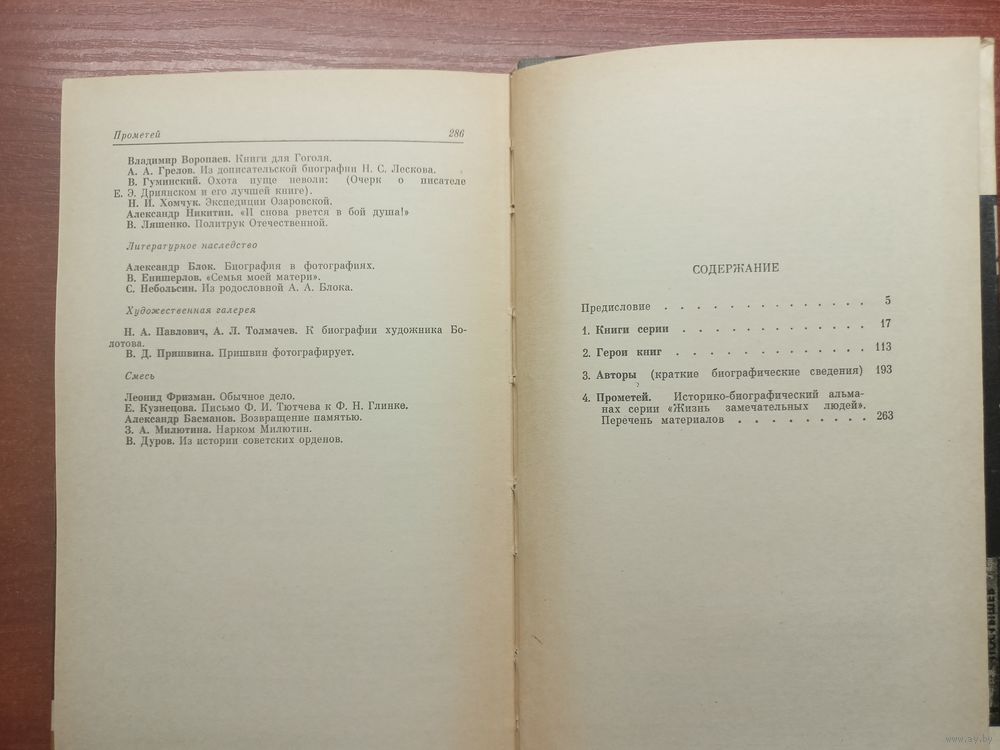 Прометей 286
Владимир Воропаев. Книги для Гоголя.
А. А. Грелов. Из дописательской биографии Н. С. Лескова.
В. Гуминский. Охота пуще неволи: (Очерк о писателе
Е. Э. Дриянском и его лучшей книге).
Н. И. Хомчук. Экспедиции Озаровской.
Александр Никитин. «И снова рвется в бой душа!»
В. Ляшенко. Политрук Отечественной.
Литературное наследство
Александр Блок. Биография в фотографиях.
В. Енишерлов. «Семья моей матери».
С. Небольсин. Из родословной А. А. Блока.
Художественная галерея
Н. А. Павлович, А. Л. Толмачев. К биографии художника Бо-
лотова.
В. Д. Пришвина. Пришвин фотографирует.
Смесь
Леонид Фризман. Обычное дело.
Е. Кузнецова. Письмо Ф. И. Тютчева к Ф. Н. Глинке.
Александр Басманов. Возвращение памятью.
З. А. Милютина. Нарком Милютин.
В. Дуров. Из истории советских орденов.
СОДЕРЖАНИЕ
Предисловие . . . . . . . . . . . . 5
1. Книги серии . . . . . . . . . . . 17
2. Герои книг . . . . . . . . . . . 113
3. Авторы (краткие биографические сведения) 193
4. Прометей. Историко-биографический альма-
нах серии «Жизнь замечательных людей».
Перечень материалов . . . . . . . . 263
www.ay.by